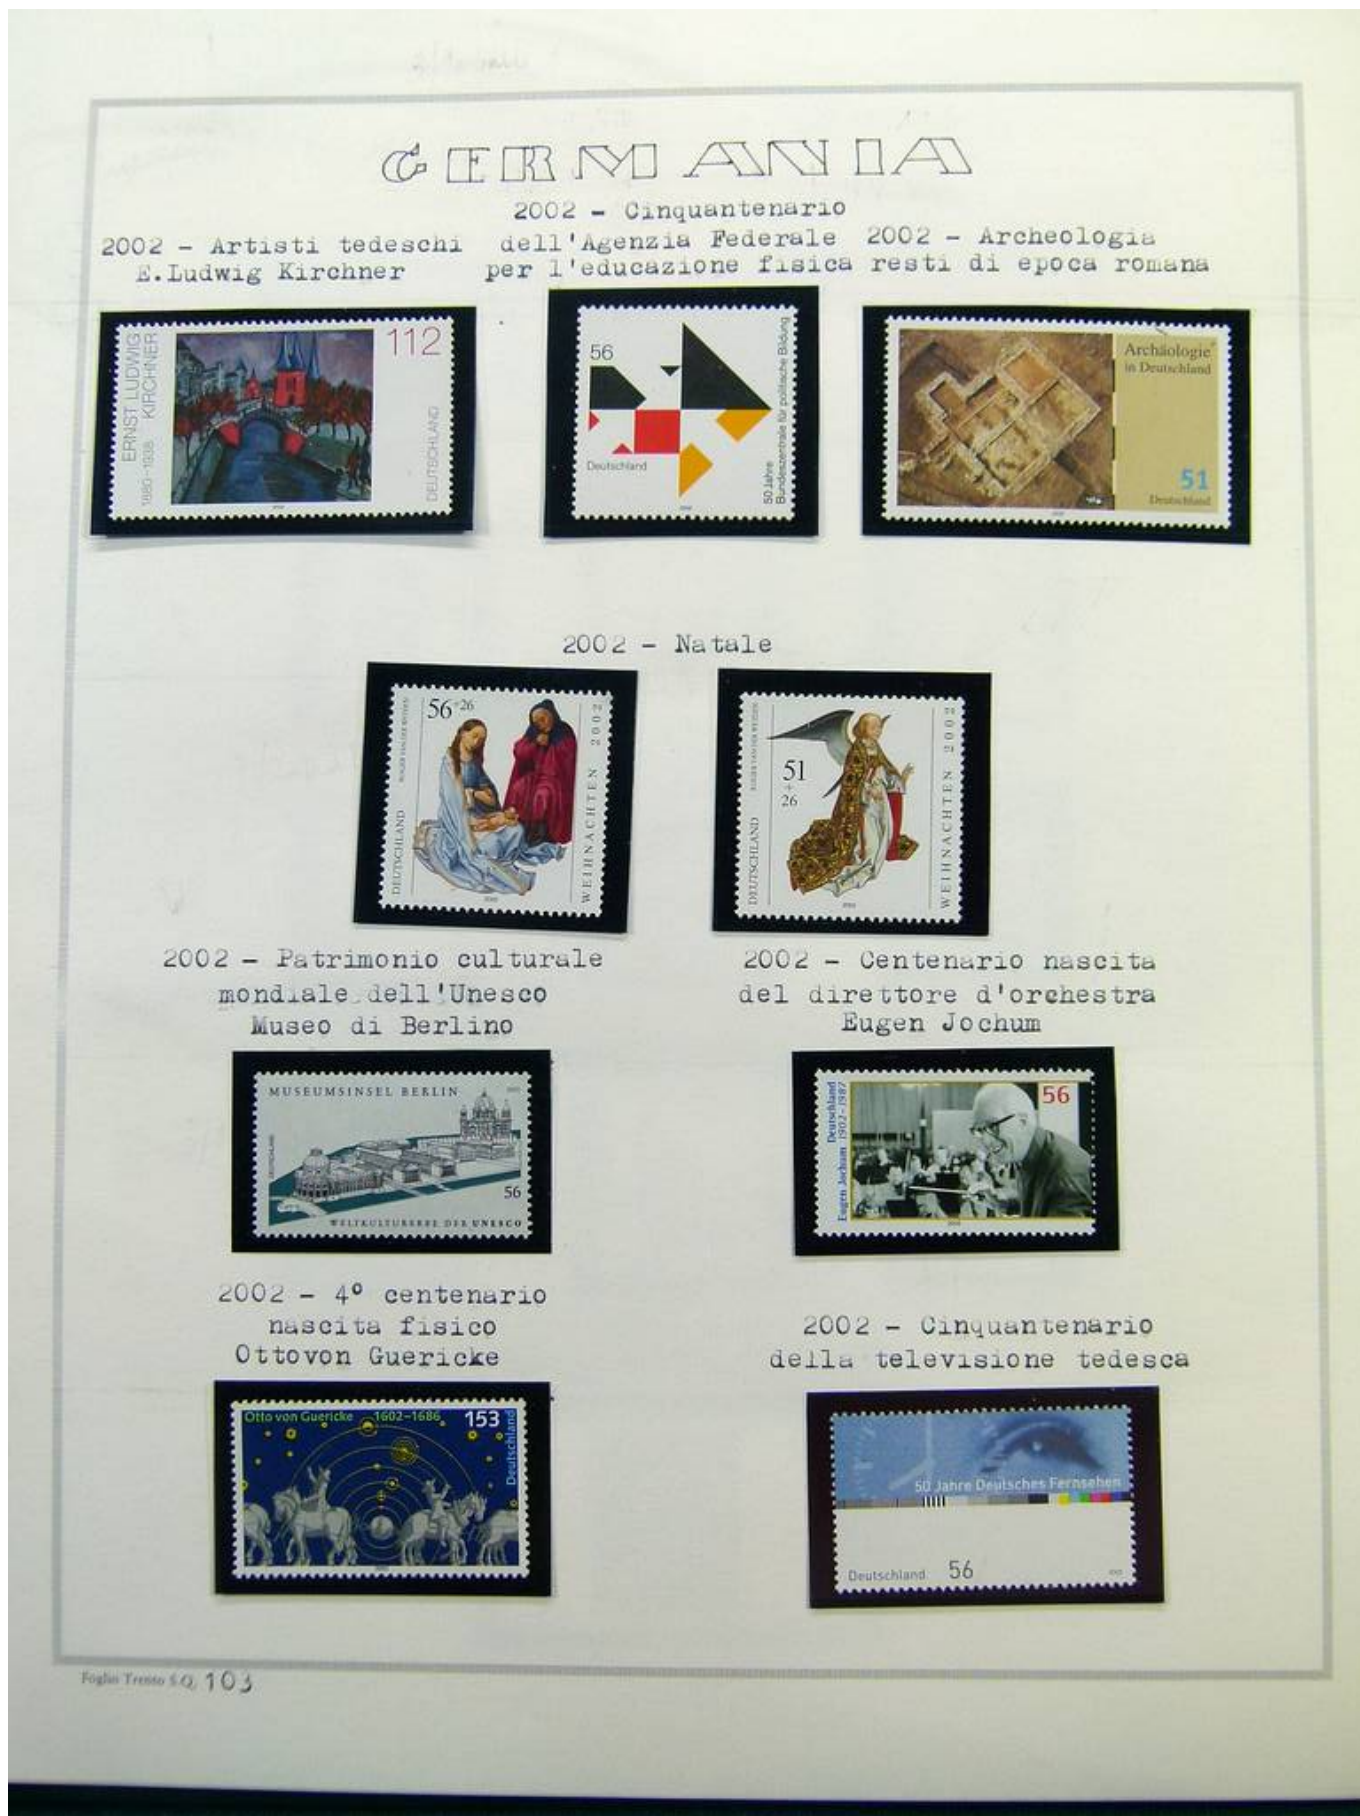 GERMANIA
2002 - Cinquantenario
dell'Agenzia Federale
per l'educazione fisica
2002 - Artisti tedeschi
E.Ludwig Kirchner
2002 - Archeologia
resti di epoca romana
ERNST LUDWIG
KIRCHNER
1880-1938
112
DEUTSCHLAND
56
Deutschland
50 Jahre
Bundeszentrale für politische Bildung
Archäologie
in Deutschland
51
Deutschland
2002 - Natale
56+26
DEUTSCHLAND
WEIHNACHTEN 2002
51
+
26
DEUTSCHLAND
WEIHNACHTEN 2002
2002 - Patrimonio culturale
mondiale dell'Unesco
Museo di Berlino
2002 - Centenario nascita
del direttore d'orchestra
Eugen Jochum
MUSEUMSINSEL BERLIN
DEUTSCHLAND
56
WELTKULTURERBE DER UNESCO
Deutschland
Eugen Jochum 1902-1987
56
2002 - 4º centenario
nascita fisico
Ottovon Guericke
2002 - Cinquantenario
della televisione tedesca
Otto von Guericke 1602-1686
153
Deutschland
50 Jahre Deutsches Fernsehen
Deutschland 56
Foglio Trento S.Q. 103